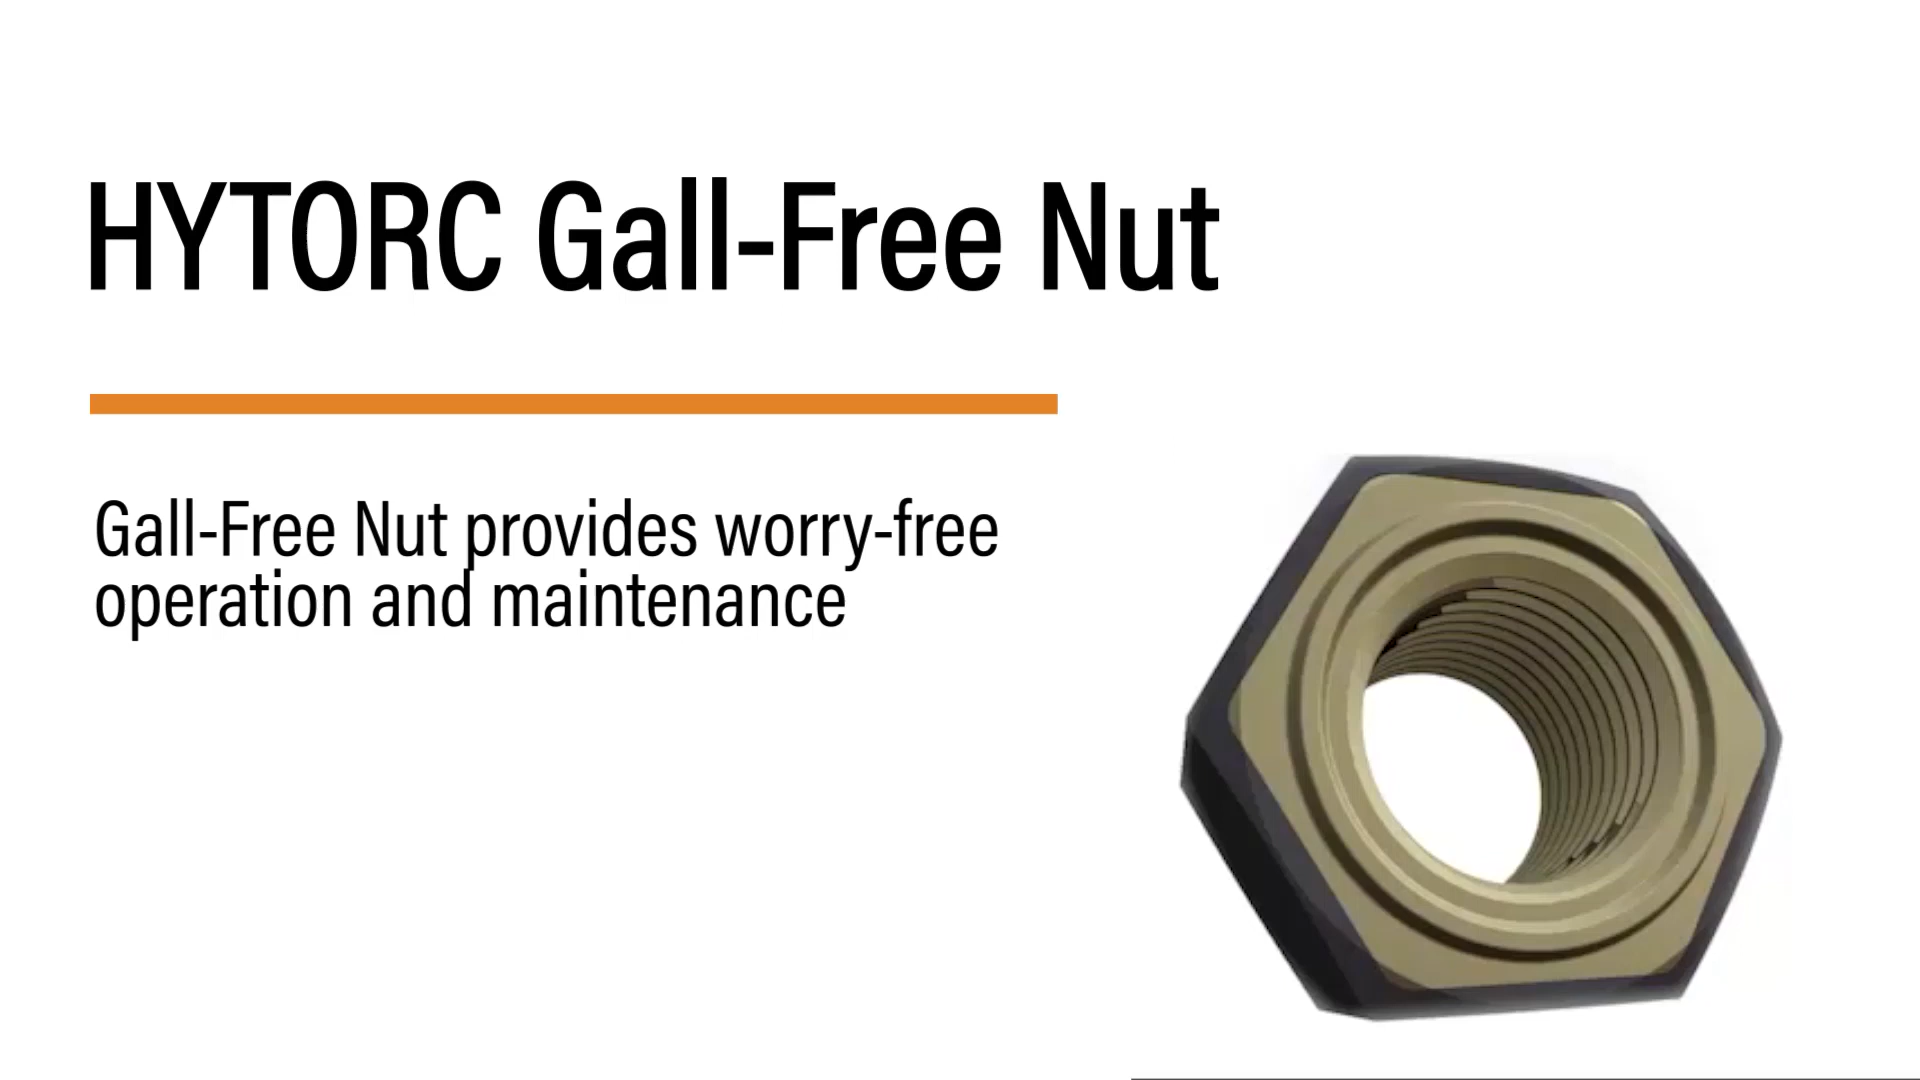 HYTORC Gall-Free Nut
Gall-Free Nut provides worry-free
operation and maintenance